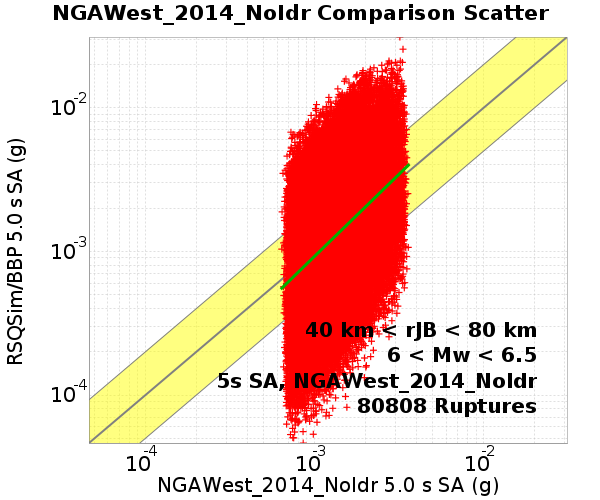 NGAWest_2014_NoIdr Comparison Scatter
RSQSim/BBP 5.0 s SA (g)
10-2
10-3
10-4
40 km < rJB < 80 km
6 < Mw < 6.5
5s SA, NGAWest_2014_NoIdr
80808 Ruptures
10-4 10-3 10-2
NGAWest_2014_NoIdr 5.0 s SA (g)